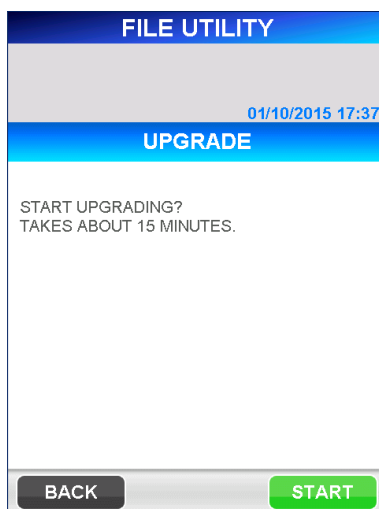 FILE UTILITY
01/10/2015 17:37
UPGRADE
START UPGRADING?
TAKES ABOUT 15 MINUTES.
BACK
START